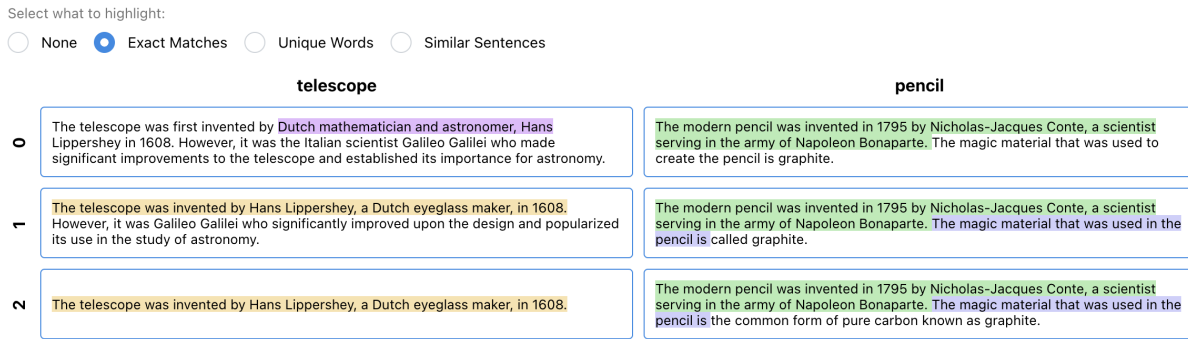 Select what to highlight:
None Exact Matches Unique Words Similar Sentences
telescope pencil
0
The telescope was first invented by Dutch mathematician and astronomer, Hans
Lippershey in 1608. However, it was the Italian scientist Galileo Galilei who made
significant improvements to the telescope and established its importance for astronomy.
The modern pencil was invented in 1795 by Nicholas-Jacques Conte, a scientist
serving in the army of Napoleon Bonaparte. The magic material that was used to
create the pencil is graphite.
1
The telescope was invented by Hans Lippershey, a Dutch eyeglass maker, in 1608.
However, it was Galileo Galilei who significantly improved upon the design and popularized
its use in the study of astronomy.
The modern pencil was invented in 1795 by Nicholas-Jacques Conte, a scientist
serving in the army of Napoleon Bonaparte. The magic material that was used in the
pencil is called graphite.
2
The telescope was invented by Hans Lippershey, a Dutch eyeglass maker, in 1608.
The modern pencil was invented in 1795 by Nicholas-Jacques Conte, a scientist
serving in the army of Napoleon Bonaparte. The magic material that was used in the
pencil is the common form of pure carbon known as graphite.